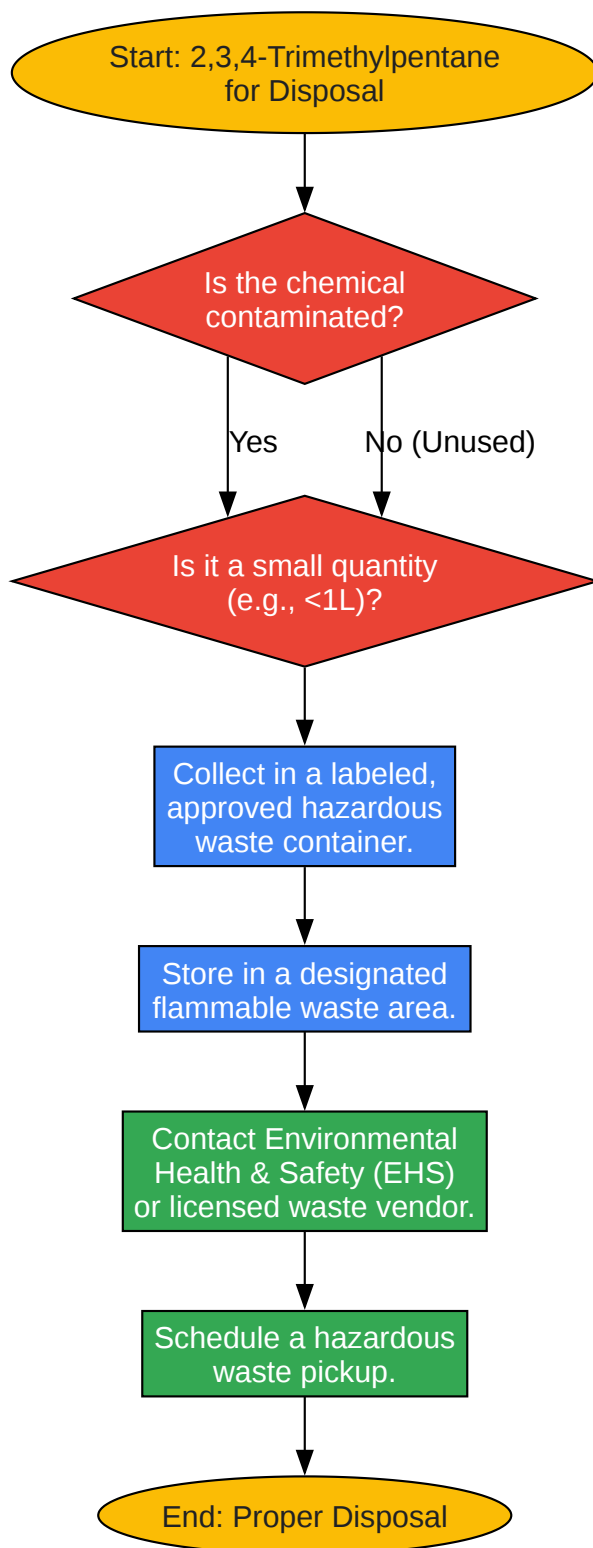 Start: 2,3,4-Trimethylpentane
for Disposal
Is the chemical
contaminated?
Yes
No (Unused)
Is it a small quantity
(e.g., <1L)?
Collect in a labeled,
approved hazardous
waste container.
Store in a designated
flammable waste area.
Contact Environmental
Health & Safety (EHS)
or licensed waste vendor.
Schedule a hazardous
waste pickup.
End: Proper Disposal